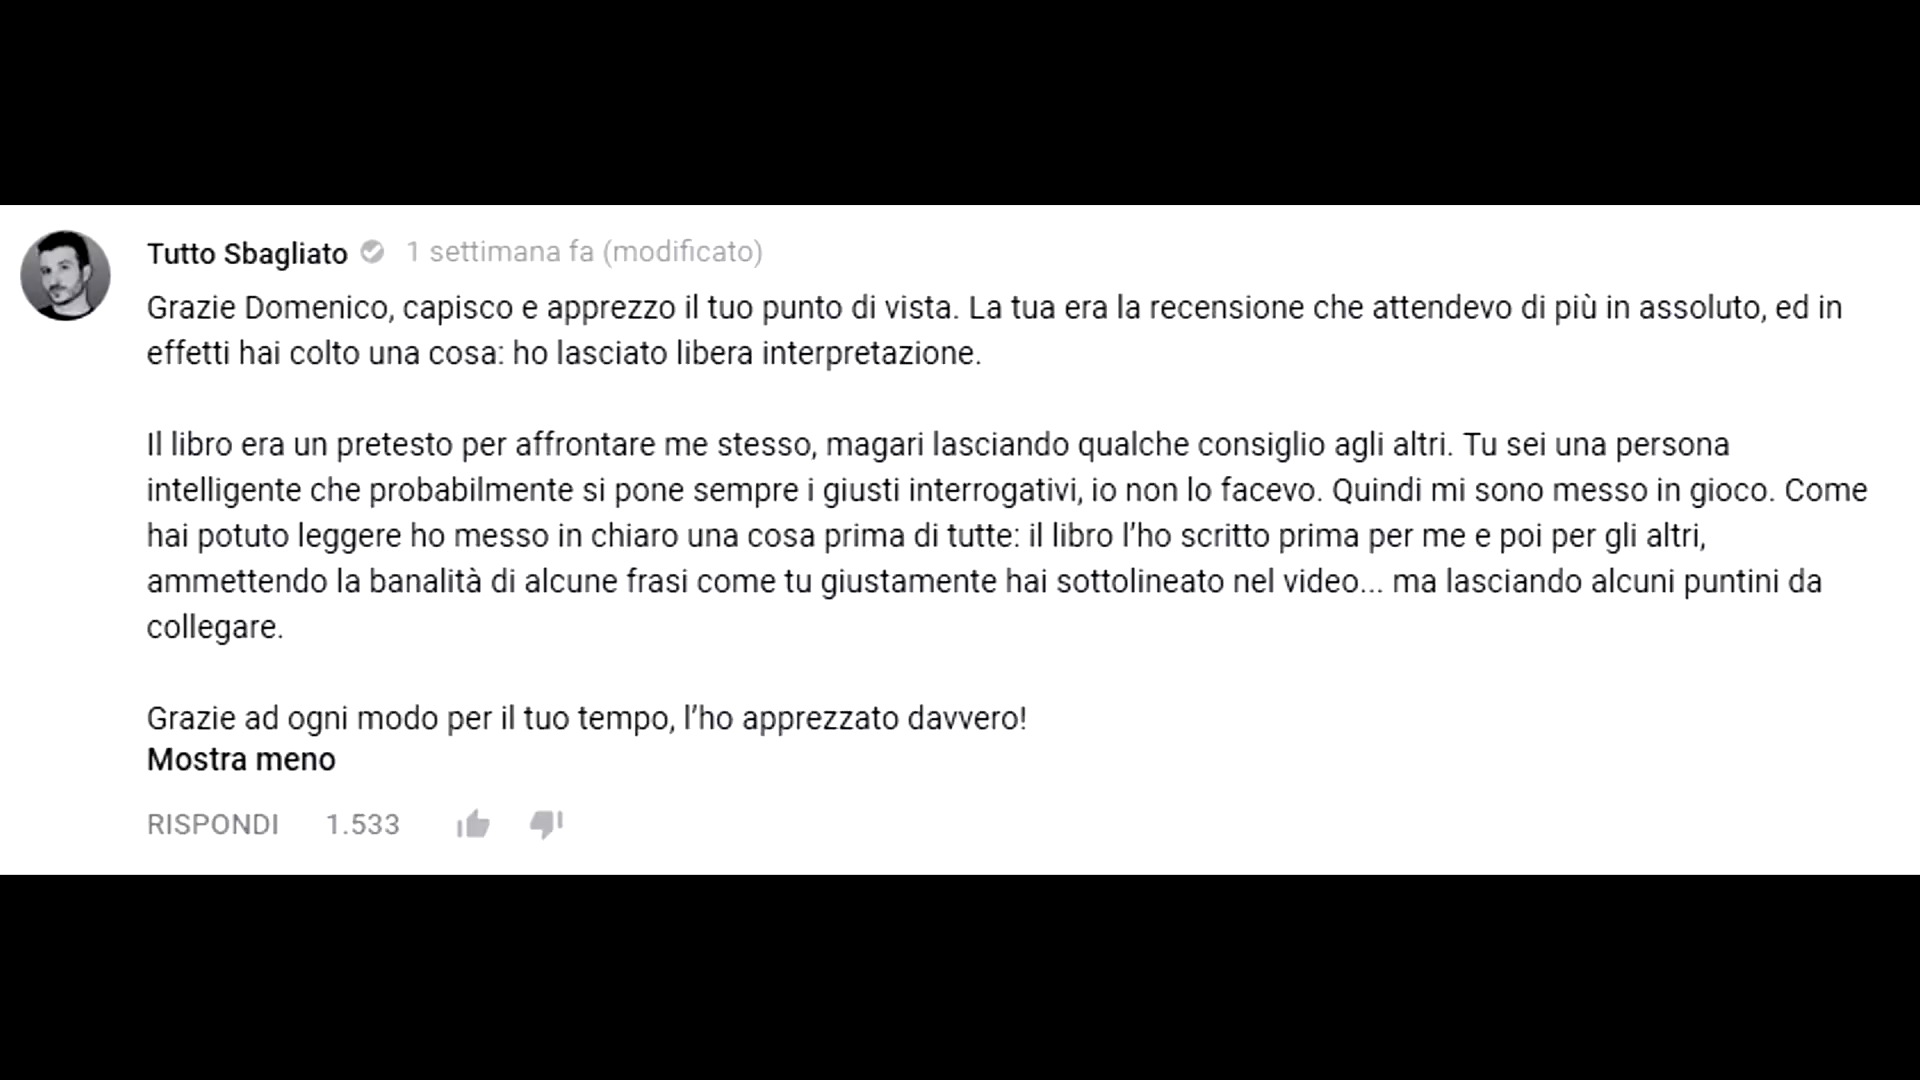 Tutto Sbagliato 1 settimana fa (modificato)
Grazie Domenico, capisco e apprezzo il tuo punto di vista. La tua era la recensione che attendevo di più in assoluto, ed in
effetti hai colto una cosa: ho lasciato libera interpretazione.
Il libro era un pretesto per affrontare me stesso, magari lasciando qualche consiglio agli altri. Tu sei una persona
intelligente che probabilmente si pone sempre i giusti interrogativi, io non lo facevo. Quindi mi sono messo in gioco. Come
hai potuto leggere ho messo in chiaro una cosa prima di tutte: il libro l’ho scritto prima per me e poi per gli altri,
ammettendo la banalità di alcune frasi come tu giustamente hai sottolineato nel video... ma lasciando alcuni puntini da
collegare.
Grazie ad ogni modo per il tuo tempo, l’ho apprezzato davvero!
Mostra meno
RISPONDI 1.533